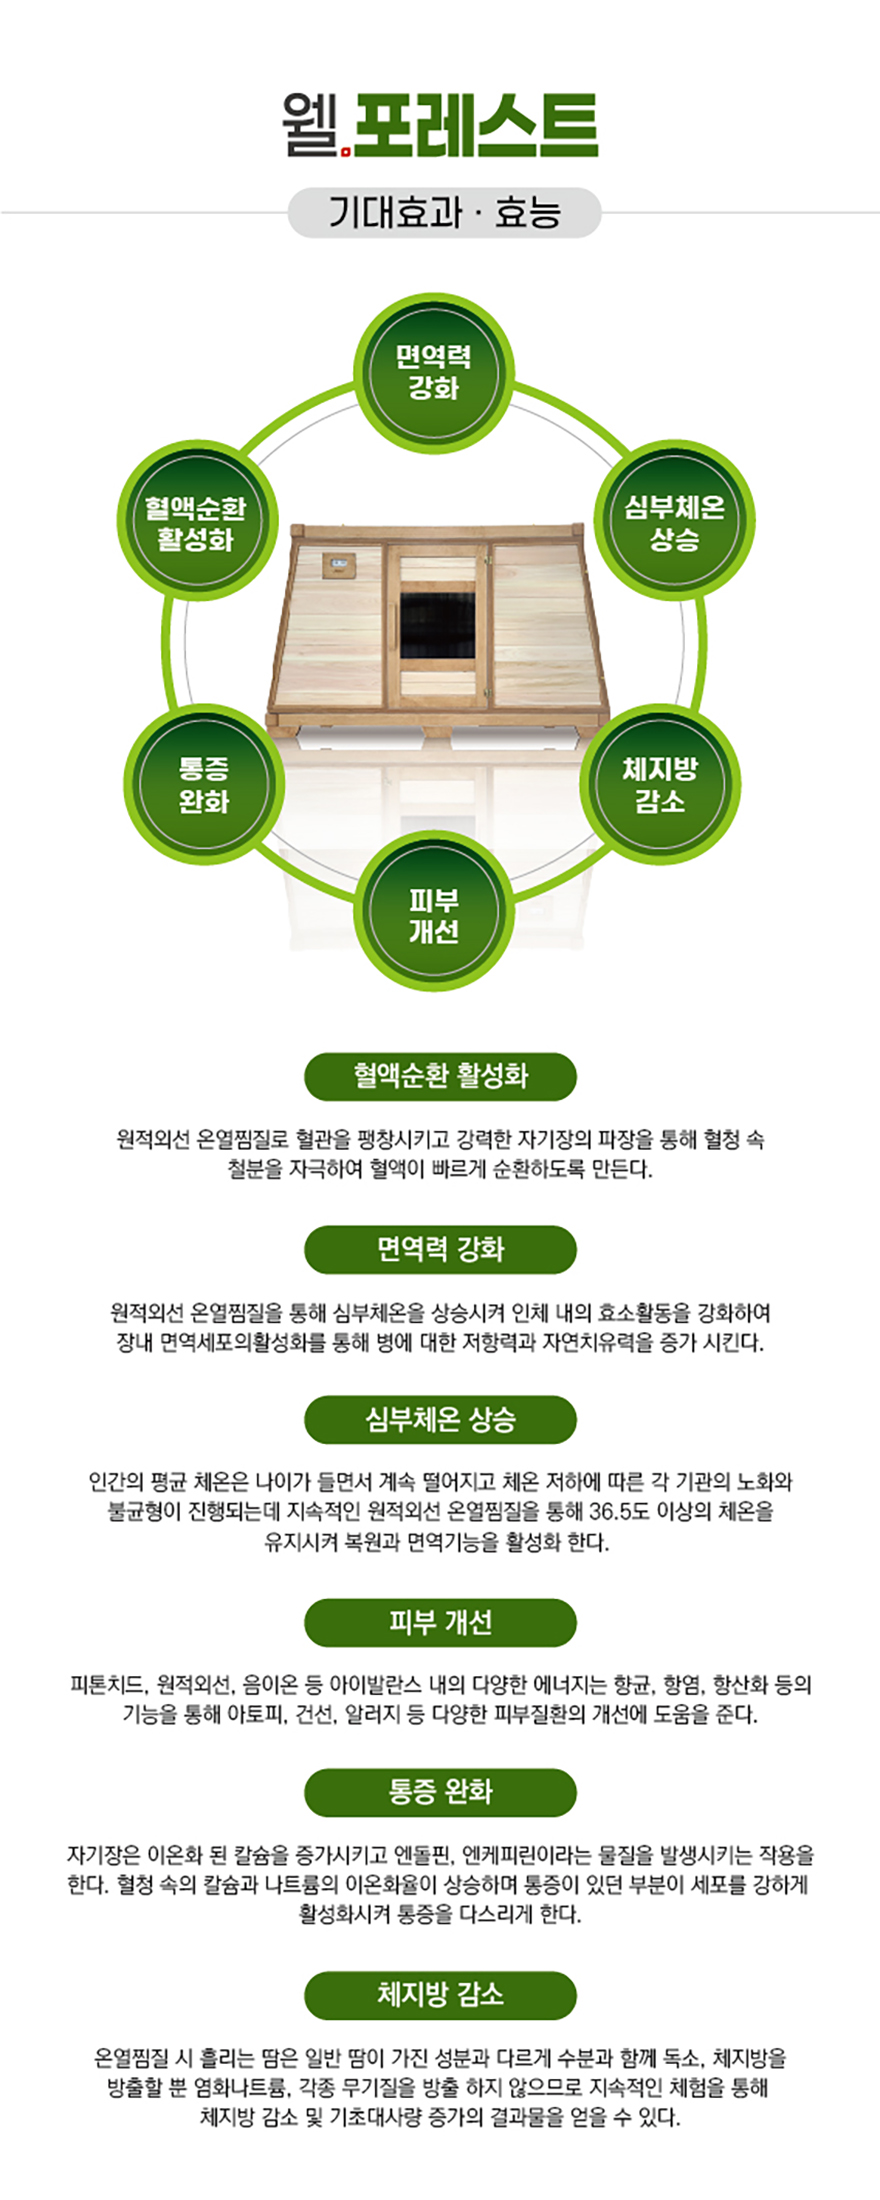 웰.포레스트
기대효과 · 효능
면역력
강화
혈액순환
활성화
심부체온
상승
통증
완화
체지방
감소
피부
개선
혈액순환 활성화
원적외선 온열찜질로 혈관을 팽창시키고 강력한 자기장의 파장을 통해 혈청 속
철분을 자극하여 혈액이 빠르게 순환하도록 만든다.
면역력 강화
원적외선 온열찜질을 통해 심부체온을 상승시켜 인체 내의 효소활동을 강화하여
장내 면역세포의활성화를 통해 병에 대한 저항력과 자연치유력을 증가 시킨다.
심부체온 상승
인간의 평균 체온은 나이가 들면서 계속 떨어지고 체온 저하에 따른 각 기관의 노화와
불균형이 진행되는데 지속적인 원적외선 온열찜질을 통해 36.5도 이상의 체온을
유지시켜 복원과 면역기능을 활성화 한다.
피부 개선
피톤치드, 원적외선, 음이온 등 아이발란스 내의 다양한 에너지는 향균, 항염, 항산화 등의
기능을 통해 아토피, 건선, 알러지 등 다양한 피부질환의 개선에 도움을 준다.
통증 완화
자기장은 이온화 된 칼슘을 증가시키고 엔돌핀, 엔케피린이라는 물질을 발생시키는 작용을
한다. 혈청 속의 칼슘과 나트륨의 이온화율이 상승하며 통증이 있던 부분이 세포를 강하게
활성화시켜 통증을 다스리게 한다.
체지방 감소
온열찜질 시 흘리는 땀은 일반 땀이 가진 성분과 다르게 수분과 함께 독소, 체지방을
방출할 뿐 염화나트륨, 각종 무기질을 방출 하지 않으므로 지속적인 체험을 통해
체지방 감소 및 기초대사량 증가의 결과물을 얻을 수 있다.